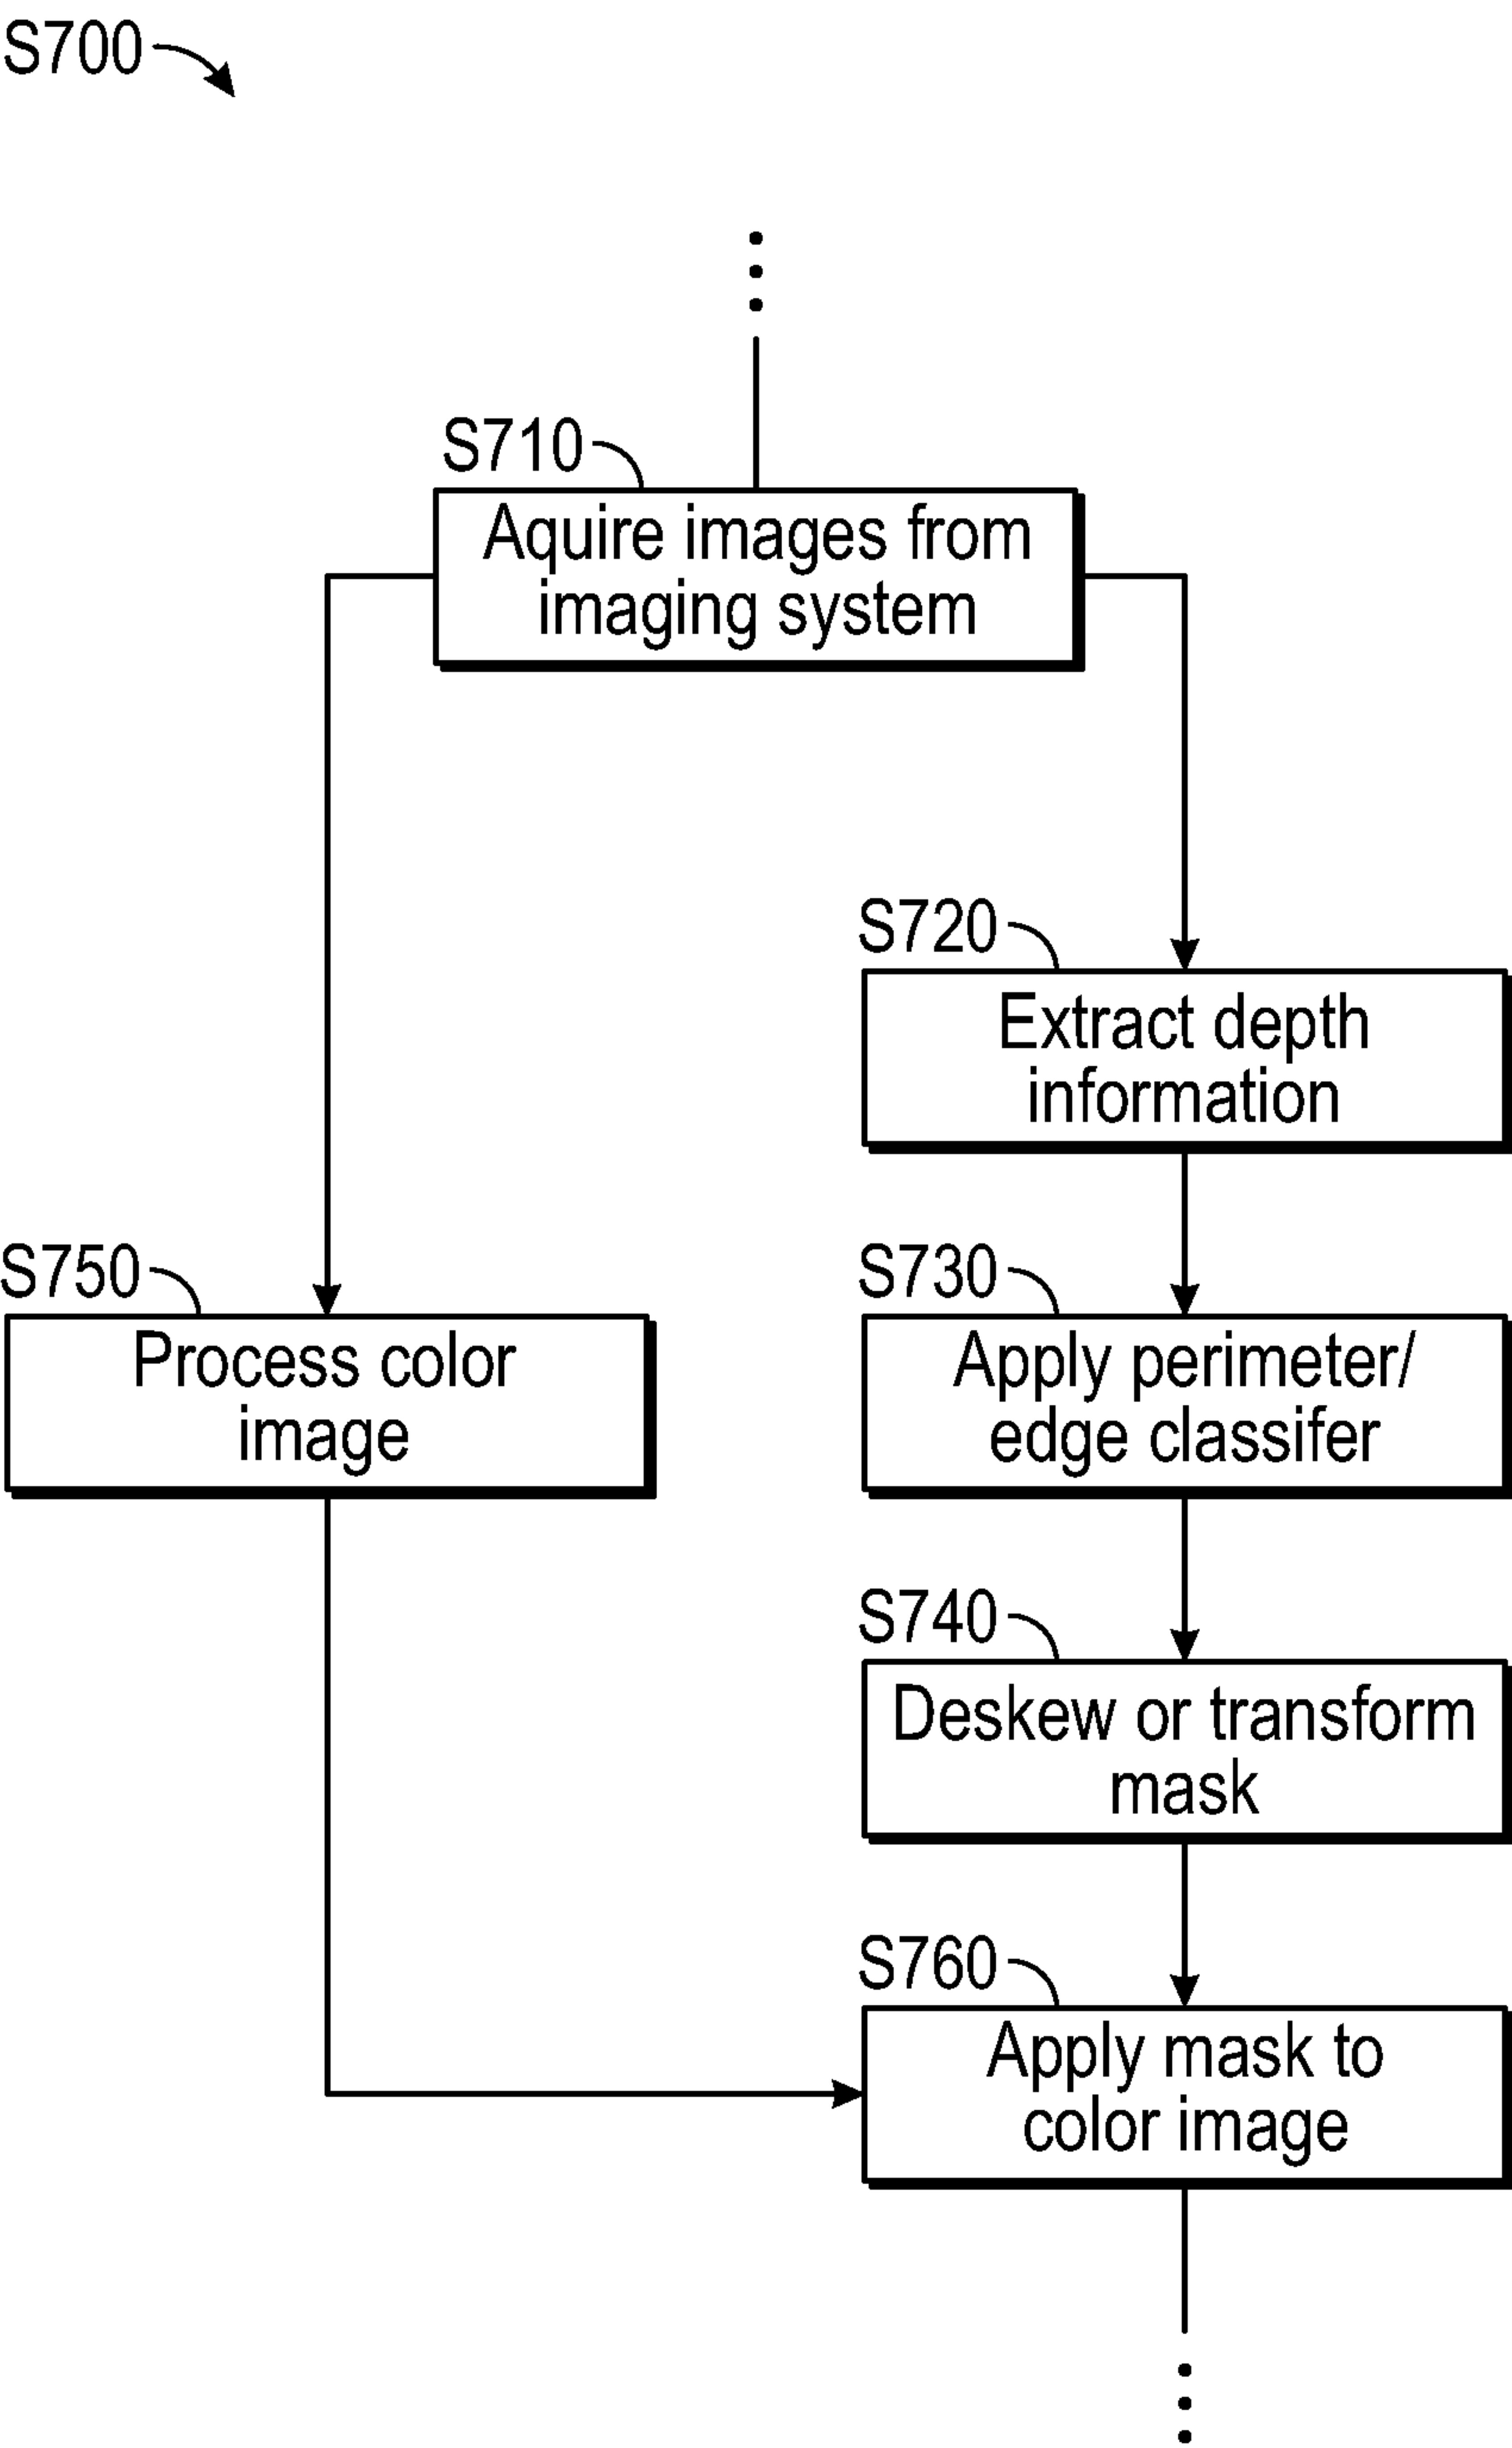 S700
S710
Aquire images from
imaging system
S720
Extract depth
information
S750
Process color
image
S730
Apply perimeter/
edge classifer
S740
Deskew or transform
mask
S760
Apply mask to
color image